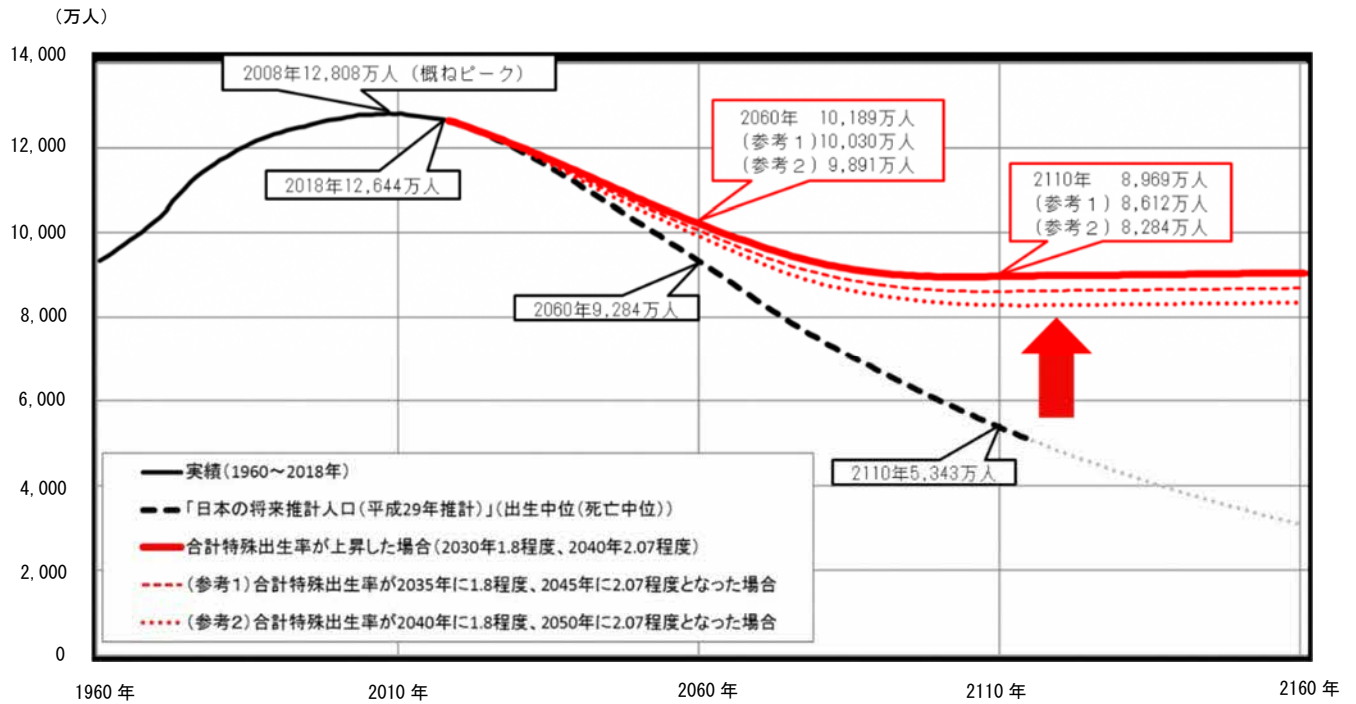 （万人）
14,000
12,000
10,000
8,000
6,000
4,000
2,000
0
2008年12,808万人（概ねピーク）
2018年12,644万人
2060年　10,189万人
(参考１)10,030万人
(参考２) 9,891万人
2110年　8,969万人
(参考１) 8,612万人
(参考２) 8,284万人
2060年9,284万人
2110年5,343万人
実績（1960～2018年）
「日本の将来推計人口（平成29年推計）」（出生中位（死亡中位））
合計特殊出生率が上昇した場合（2030年1.8程度、2040年2.07程度）
（参考１）合計特殊出生率が2035年に1.8程度、2045年に2.07程度となった場合
（参考２）合計特殊出生率が2040年に1.8程度、2050年に2.07程度となった場合
1960 年
2010 年
2060 年
2110 年
2160 年